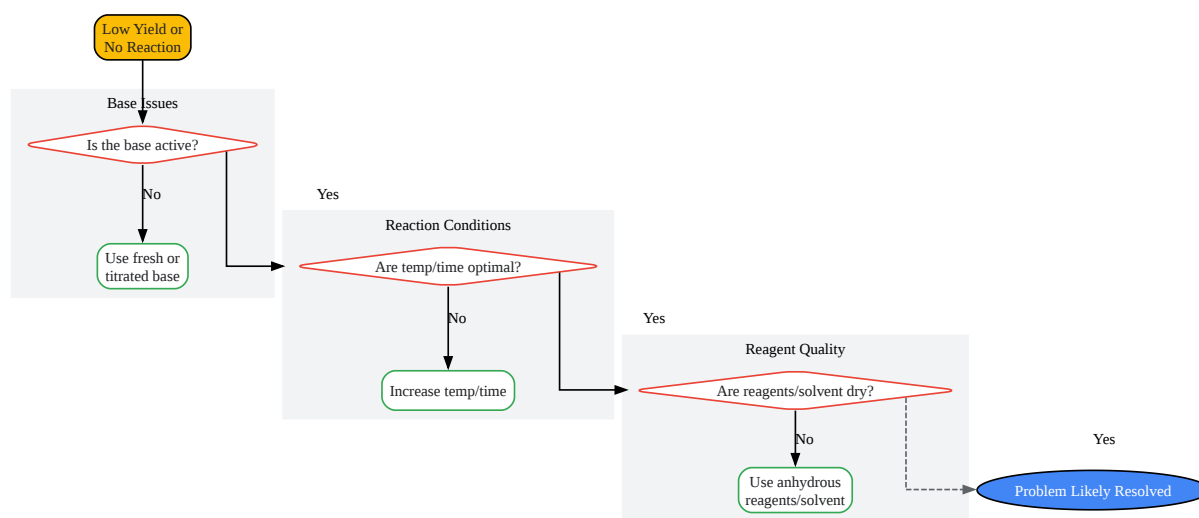 Low Yield or
No Reaction
Base Issues
Is the base active?
No
Yes
Use fresh or
titrated base
Reaction Conditions
Are temp/time optimal?
No
Yes
Increase temp/time
Reagent Quality
Are reagents/solvent dry?
No
Yes
Use anhydrous
reagents/solvent
Problem Likely Resolved